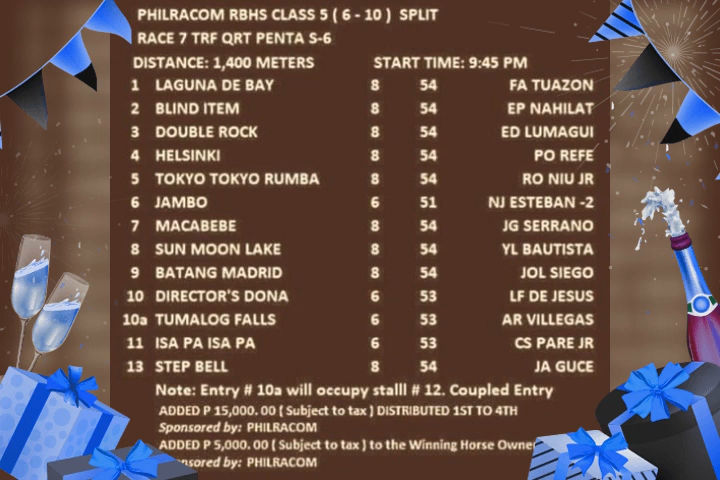 PHILRACOM RBHS CLASS 5 ( 6 - 10 ) SPLIT
RACE 7 TRF QRT PENTA S-6
DISTANCE: 1,400 METERS START TIME: 9:45 PM
1 LAGUNA DE BAY 8 54 FA TUAZON
2 BLIND ITEM 8 54 EP NAHILAT
3 DOUBLE ROCK 8 54 ED LUMAGUI
4 HELSINKI 8 54 PO REFE
5 TOKYO TOKYO RUMBA 8 54 RO NIU JR
6 JAMBO 6 51 NJ ESTEBAN -2
7 MACABEBE 8 54 JG SERRANO
8 SUN MOON LAKE 8 54 YL BAUTISTA
9 BATANG MADRID 8 54 JOL SIEGO
10 DIRECTOR'S DONA 6 53 LF DE JESUS
10a TUMALOG FALLS 6 53 AR VILLEGAS
11 ISA PA ISA PA 6 53 CS PARE JR
13 STEP BELL 8 54 JA GUCE
Note: Entry # 10a will occupy stalll # 12. Coupled Entry
ADDED P 15,000. 00 ( Subject to tax ) DISTRIBUTED 1ST TO 4TH
Sponsored by: PHILRACOM
ADDED P 5,000. 00 ( Subject to tax ) to the Winning Horse Owne
by: PHILRACOM